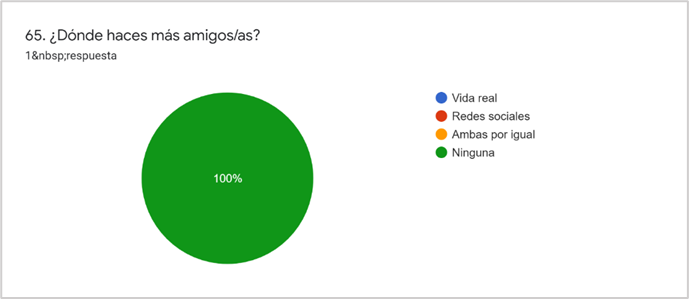 65. ¿Dónde haces más amigos/as?
1&nbsp;respuesta
Vida real
Redes sociales
Ambas por igual
Ninguna
100%